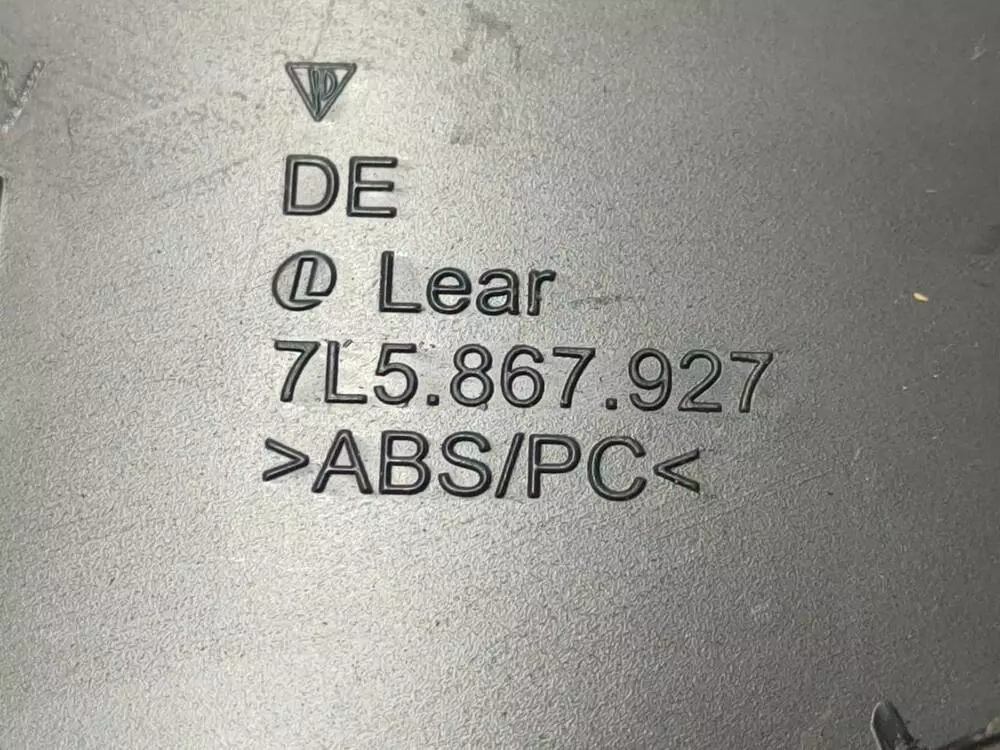 DE
Lear
7L5.867.927
>ABS/PC<